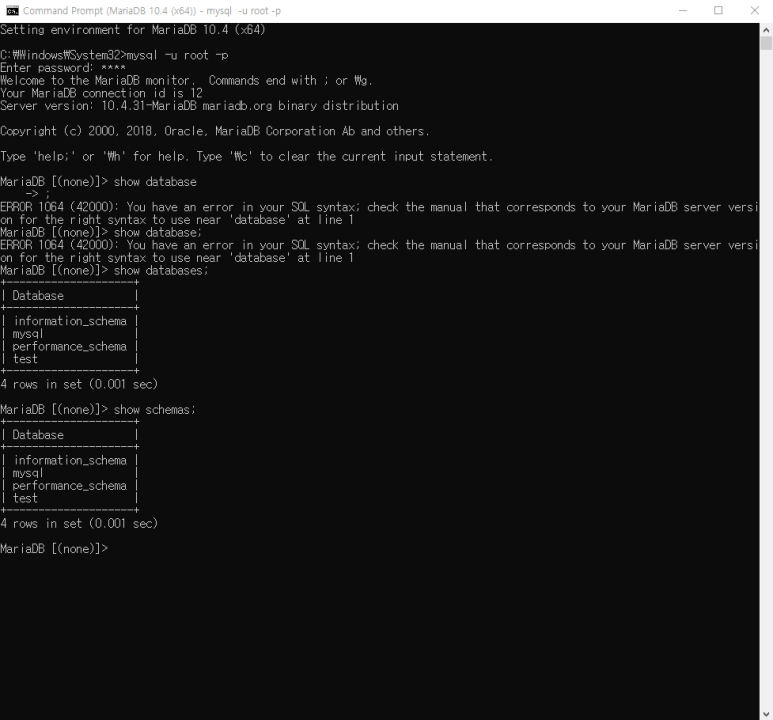 Command Prompt (MariaDB 10.4 (x64)) - mysql  -u root -p
Setting environment for MariaDB 10.4 (x64)
C:₩Windows₩System32>mysql -u root -p
Enter password: ****
Welcome to the MariaDB monitor.  Commands end with ; or ₩g.
Your MariaDB connection id is 12
Server version: 10.4.31-MariaDB mariadb.org binary distribution
Copyright (c) 2000, 2018, Oracle, MariaDB Corporation Ab and others.
Type 'help;' or '₩h' for help. Type '₩c' to clear the current input statement.
MariaDB [(none)]> show database
    -> ;
ERROR 1064 (42000): You have an error in your SQL syntax; check the manual that corresponds to your MariaDB server versi
on for the right syntax to use near 'database' at line 1
MariaDB [(none)]> show database;
ERROR 1064 (42000): You have an error in your SQL syntax; check the manual that corresponds to your MariaDB server versi
on for the right syntax to use near 'database' at line 1
MariaDB [(none)]> show databases;
+--------------------+
| Database           |
+--------------------+
| information_schema |
| mysql              |
| performance_schema |
| test               |
+--------------------+
4 rows in set (0.001 sec)
MariaDB [(none)]> show schemas;
+--------------------+
| Database           |
+--------------------+
| information_schema |
| mysql              |
| performance_schema |
| test               |
+--------------------+
4 rows in set (0.001 sec)
MariaDB [(none)]>